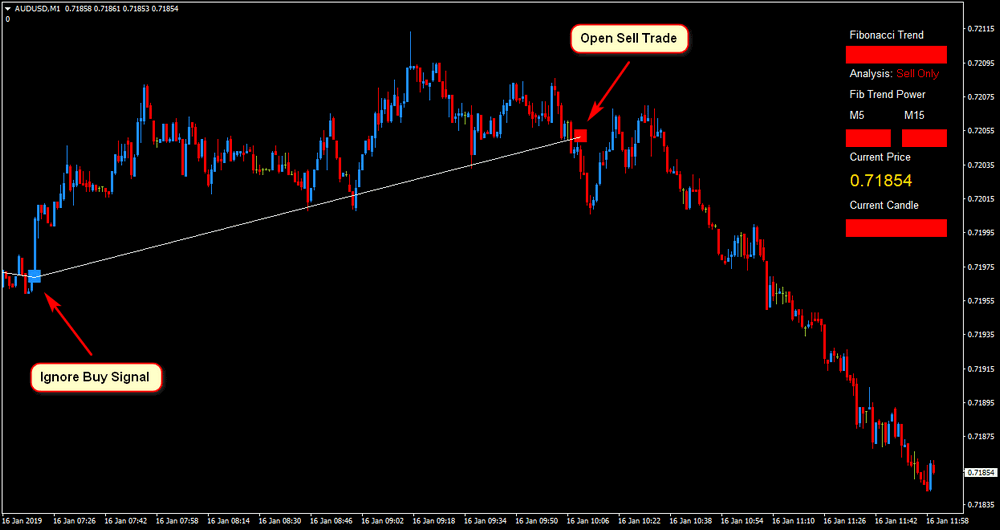 AUDUSD,M1 0.71858 0.71861 0.71853 0.71854
0
Open Sell Trade
Ignore Buy Signal
Fibonacci Trend
Analysis: Sell Only
Fib Trend Power
M5 M15
Current Price
0.71854
Current Candle
0.72115
0.72095
0.72075
0.72055
0.72035
0.72015
0.71995
0.71975
0.71955
0.71935
0.71915
0.71895
0.71875
0.71854
0.71835
16 Jan 2019 16 Jan 07:26 16 Jan 07:42 16 Jan 07:58 16 Jan 08:14 16 Jan 08:30 16 Jan 08:46 16 Jan 09:02 16 Jan 09:18 16 Jan 09:34 16 Jan 09:50 16 Jan 10:06 16 Jan 10:22 16 Jan 10:38 16 Jan 10:54 16 Jan 11:10 16 Jan 11:26 16 Jan 11:42 16 Jan 11:58